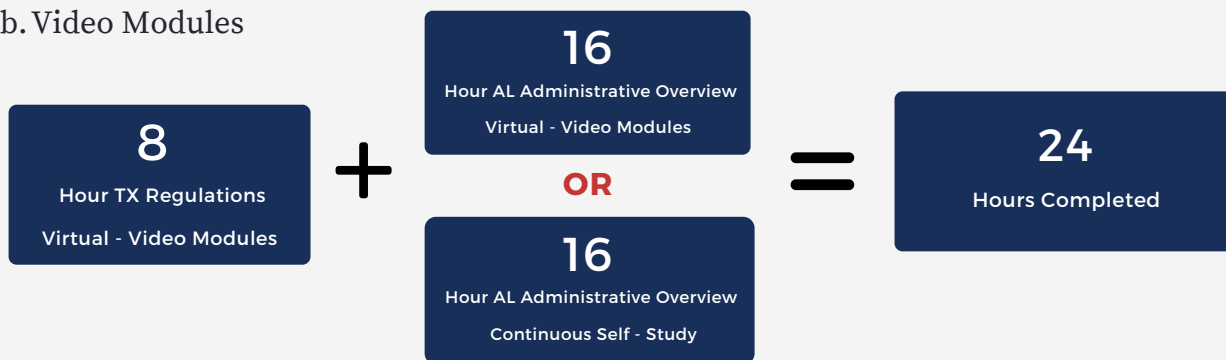 b. Video Modules
8
Hour TX Regulations
Virtual - Video Modules
+
16
Hour AL Administrative Overview
Virtual - Video Modules
OR
16
Hour AL Administrative Overview
Continuous Self - Study
=
24
Hours Completed